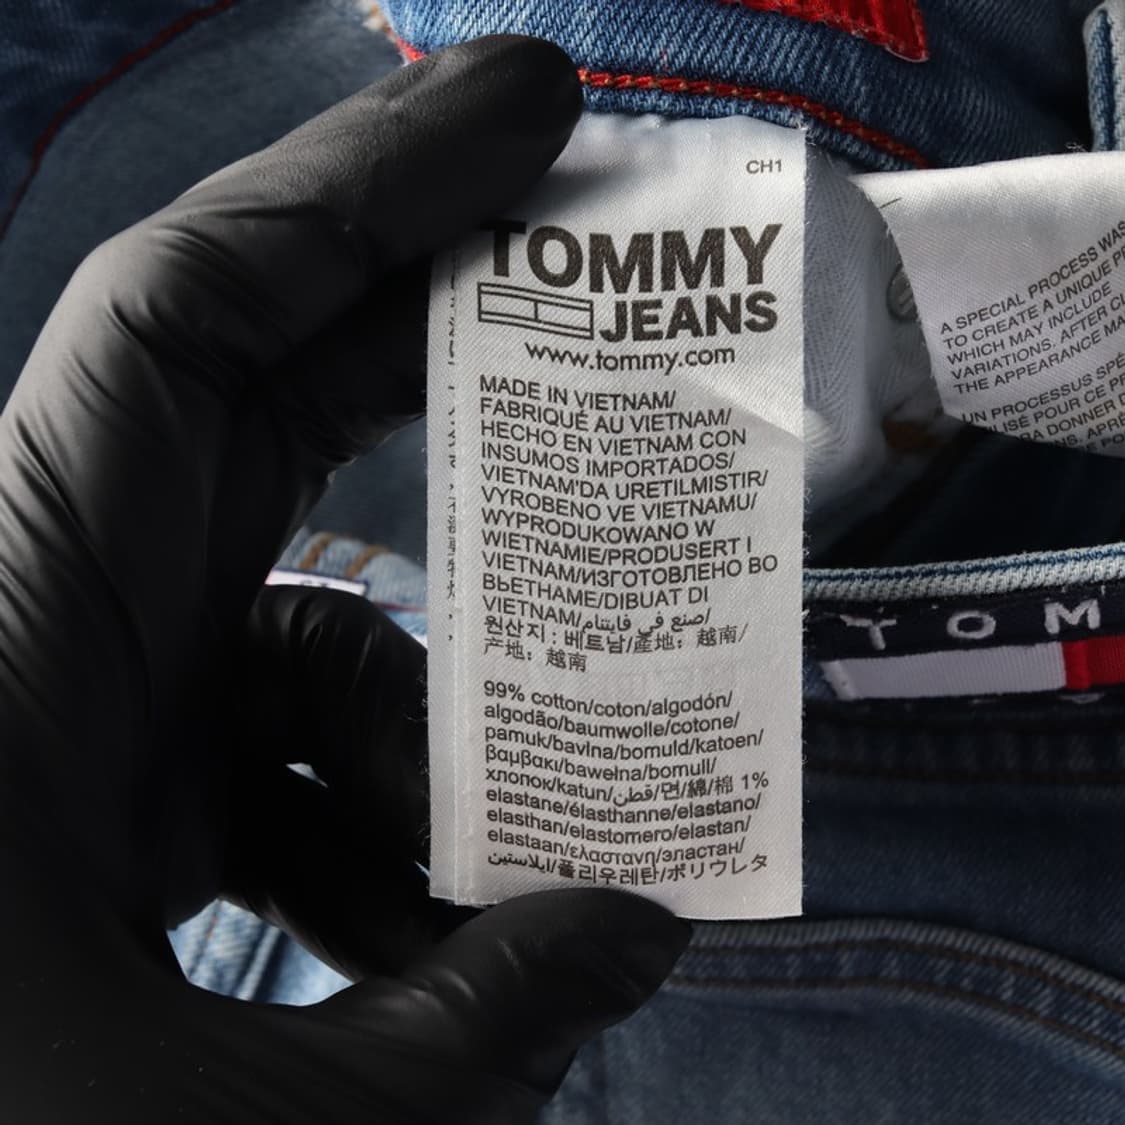 CH1
TOMMY
JEANS
www.tommy.com
MADE IN VIETNAM/
FABRIQUÉ AU VIETNAM/
HECHO EN VIETNAM CON
INSUMOS IMPORTADOS/
VIETNAM'DA URETILMISTIR/
VYROBENO VE VIETNAMU/
WYPRODUKOWANO W
WIETNAMIE/PRODUSERT I
VIETNAM/ИЗГОТОВЛЕНО ВО
ВЬЕТНАМЕ/DIBUAT DI
VIETNAM/صنع في فايتنام/
원산지 : 베트남/產地：越南/
产地：越南
99% cotton/coton/algodón/
algodão/baumwolle/cotone/
pamuk/bavlna/bomuld/katoen/
βαμβακι/bawełna/bomull/
хлопок/katun/قطن/면/綿/棉 1%
elastane/élasthanne/elastano/
elasthan/elastomero/elastan/
elastaan/ελαστανη/эластан/
ايلاستين/폴리우레탄/ポリウレタ
A SPECIAL PROCESS WAS
TO CREATE A UNIQUE
WHICH MAY INCLUDE
VARIATIONS. AFTER
THE APPEARANCE
UN PROCESSUS
POUR CE
DONNER
T O M